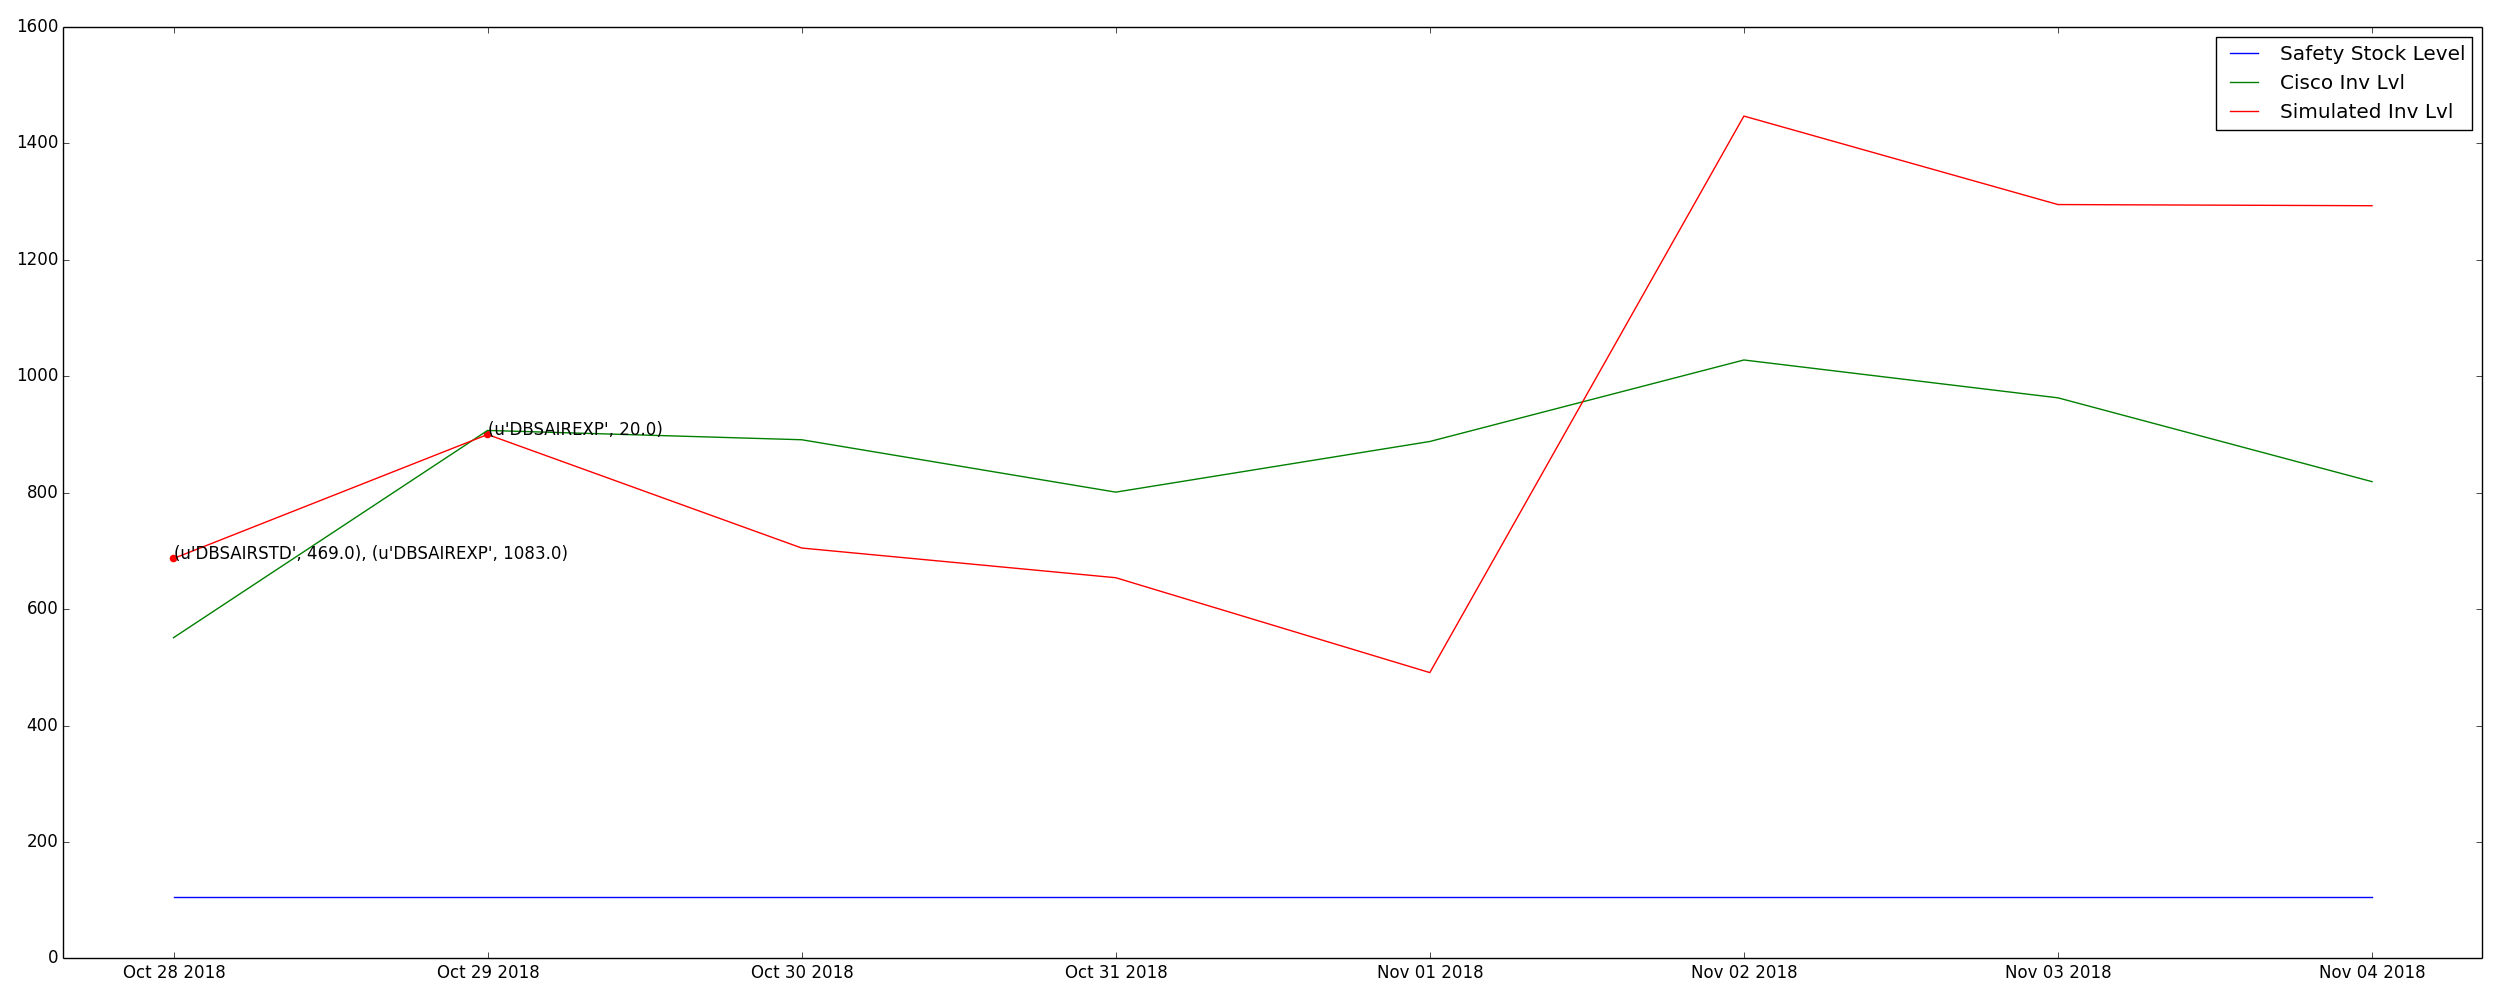 1600
1400
1200
1000
800
600
400
200
0
Safety Stock Level
Cisco Inv Lvl
Simulated Inv Lvl
(u'DBSAIREXP', 20.0)
(u'DBSAIRSTD', 469.0), (u'DBSAIREXP', 1083.0)
Oct 28 2018
Oct 29 2018
Oct 30 2018
Oct 31 2018
Nov 01 2018
Nov 02 2018
Nov 03 2018
Nov 04 2018